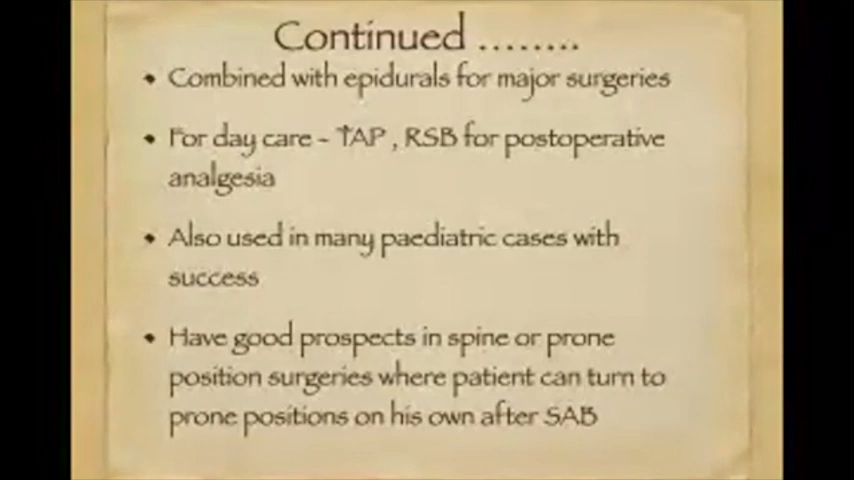 Continued ........
• Combined with epidurals for major surgeries
• For day care - TAP , RSB for postoperative
analgesia
• Also used in many paediatric cases with
success
• Have good prospects in spine or prone
position surgeries where patient can turn to
prone positions on his own after SAB